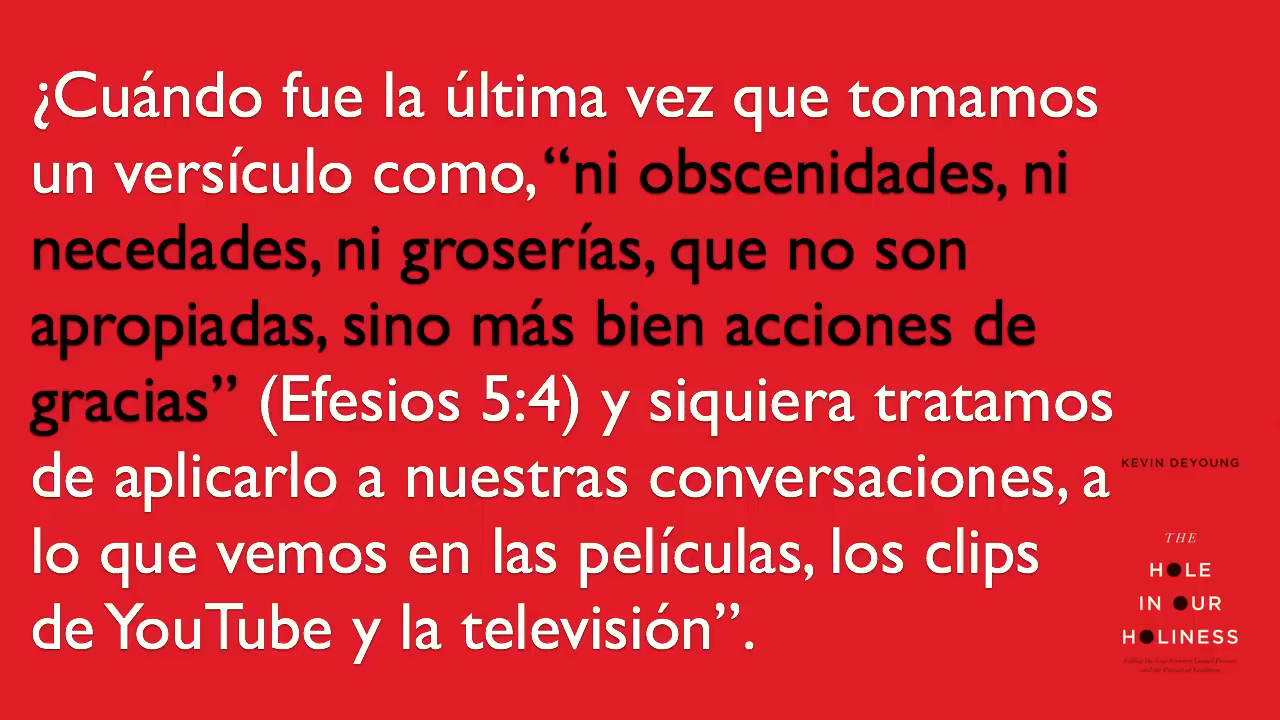 ¿Cuándo fue la última vez que tomamos
un versículo como, “ni obscenidades, ni
necedades, ni groserías, que no son
apropiadas, sino más bien acciones de
gracias” (Efesios 5:4) y siquiera tratamos
de aplicarlo a nuestras conversaciones, a
lo que vemos en las películas, los clips
de YouTube y la televisión”.
KEVIN DEYOUNG
THE
HOLE
IN OUR
HOLINESS